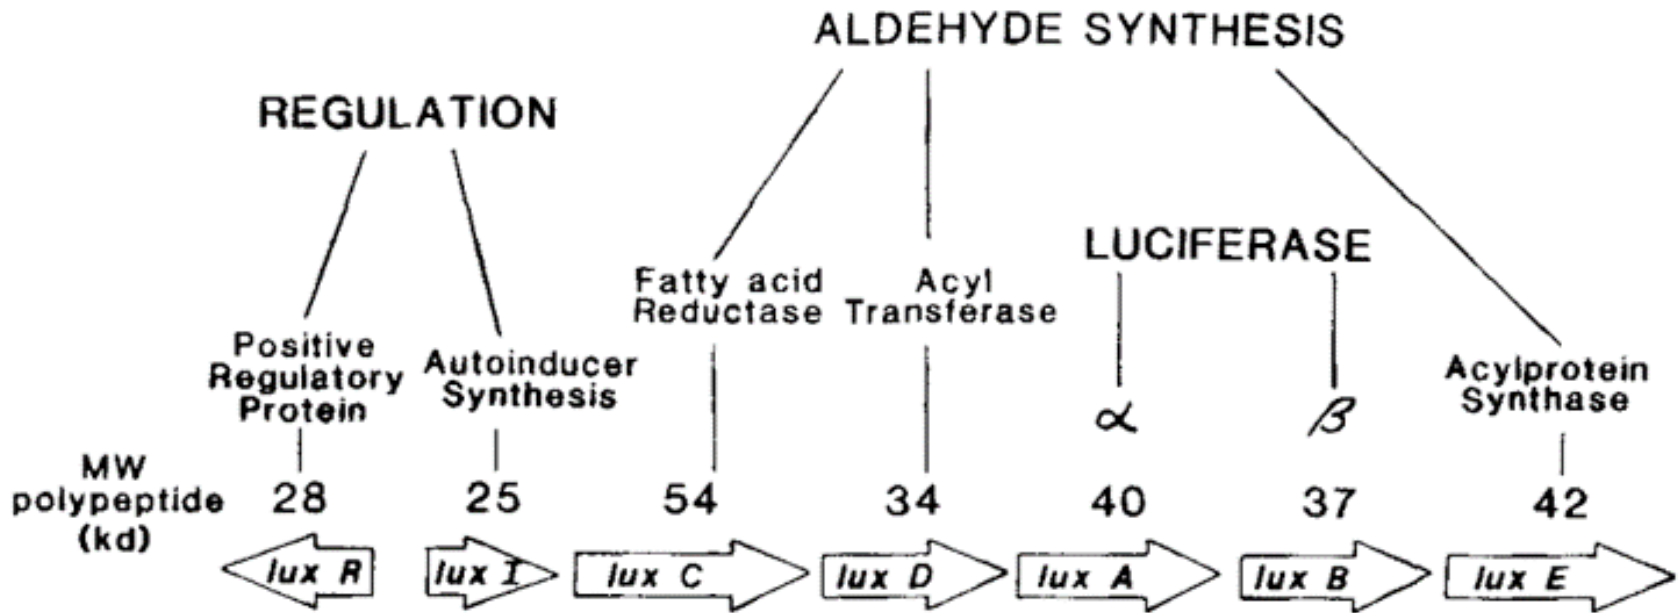 ALDEHYDE SYNTHESIS
REGULATION
LUCIFERASE
Fatty acid
Reductase
Acyl
Transferase
Positive
Regulatory
Protein
Autoinducer
Synthesis
α
β
Acylprotein
Synthase
MW
polypeptide
(kd)
28 25 54 34 40 37 42
lux R lux I lux C lux D lux A lux B lux E